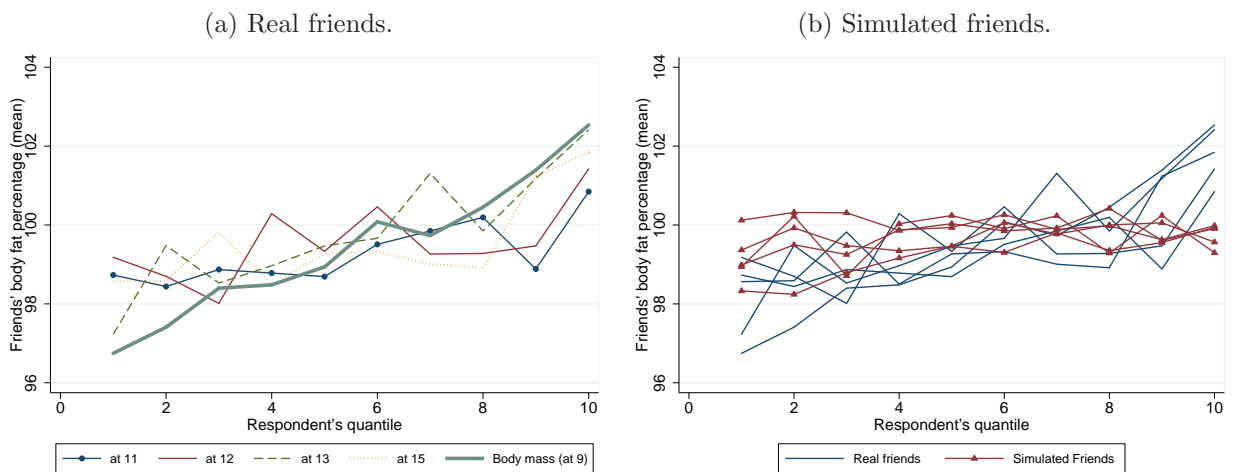 (a) Real friends.
Friends' body fat percentage (mean)
104
102
100
98
96
0 2 4 6 8 10
Respondent's quantile
at 11 at 12 at 13 at 15 Body mass (at 9)
(b) Simulated friends.
Friends' body fat percentage (mean)
104
102
100
98
96
0 2 4 6 8 10
Respondent's quantile
Real friends Simulated Friends